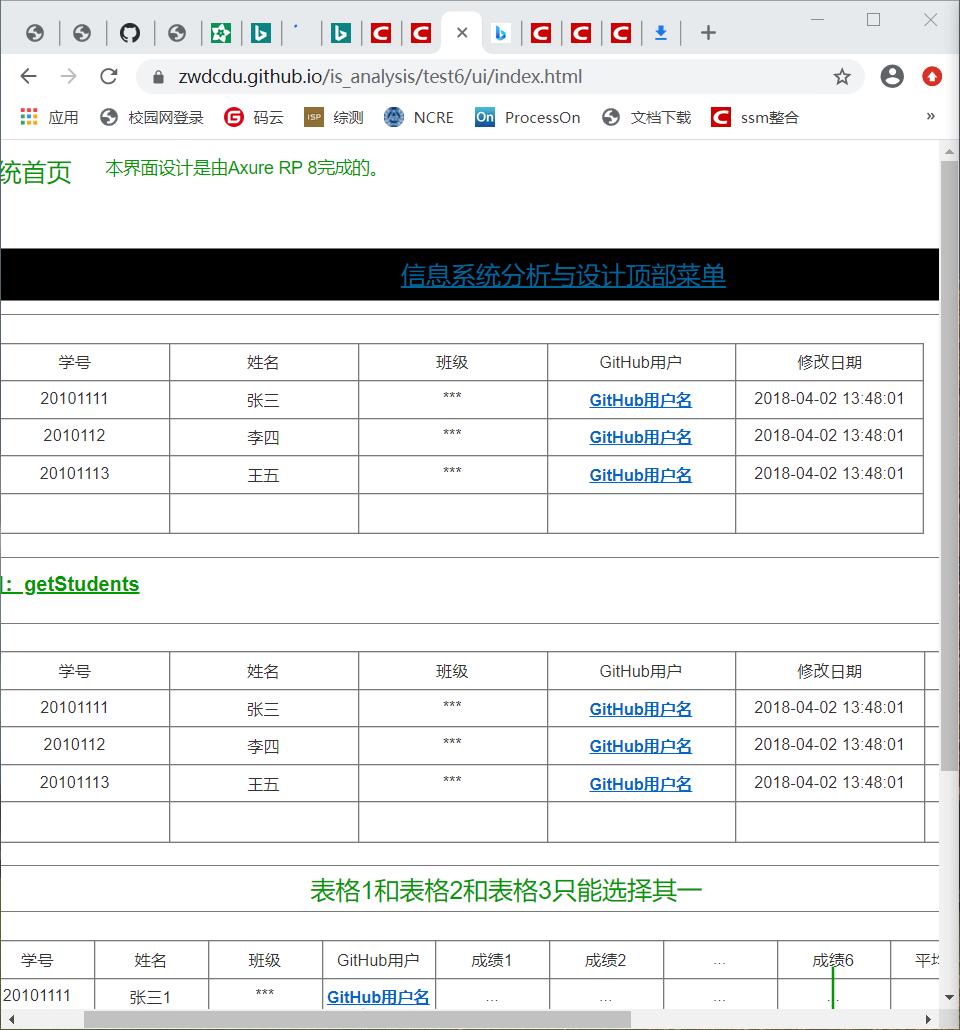 zwdcdu.github.io/is_analysis/test6/ui/index.html
应用 校园网登录 码云 ISP 综测 NCRE On ProcessOn 文档下载 C ssm整合 »
统首页 本界面设计是由Axure RP 8完成的。
信息系统分析与设计顶部菜单
学号 姓名 班级 GitHub用户 修改日期
20101111 张三 *** GitHub用户名 2018-04-02 13:48:01
2010112 李四 *** GitHub用户名 2018-04-02 13:48:01
20101113 王五 *** GitHub用户名 2018-04-02 13:48:01
: getStudents
学号 姓名 班级 GitHub用户 修改日期
20101111 张三 *** GitHub用户名 2018-04-02 13:48:01
2010112 李四 *** GitHub用户名 2018-04-02 13:48:01
20101113 王五 *** GitHub用户名 2018-04-02 13:48:01
表格1和表格2和表格3只能选择其一
学号 姓名 班级 GitHub用户 成绩1 成绩2 ... 成绩6 平
20101111 张三1 *** GitHub用户名 ... ... ... ...